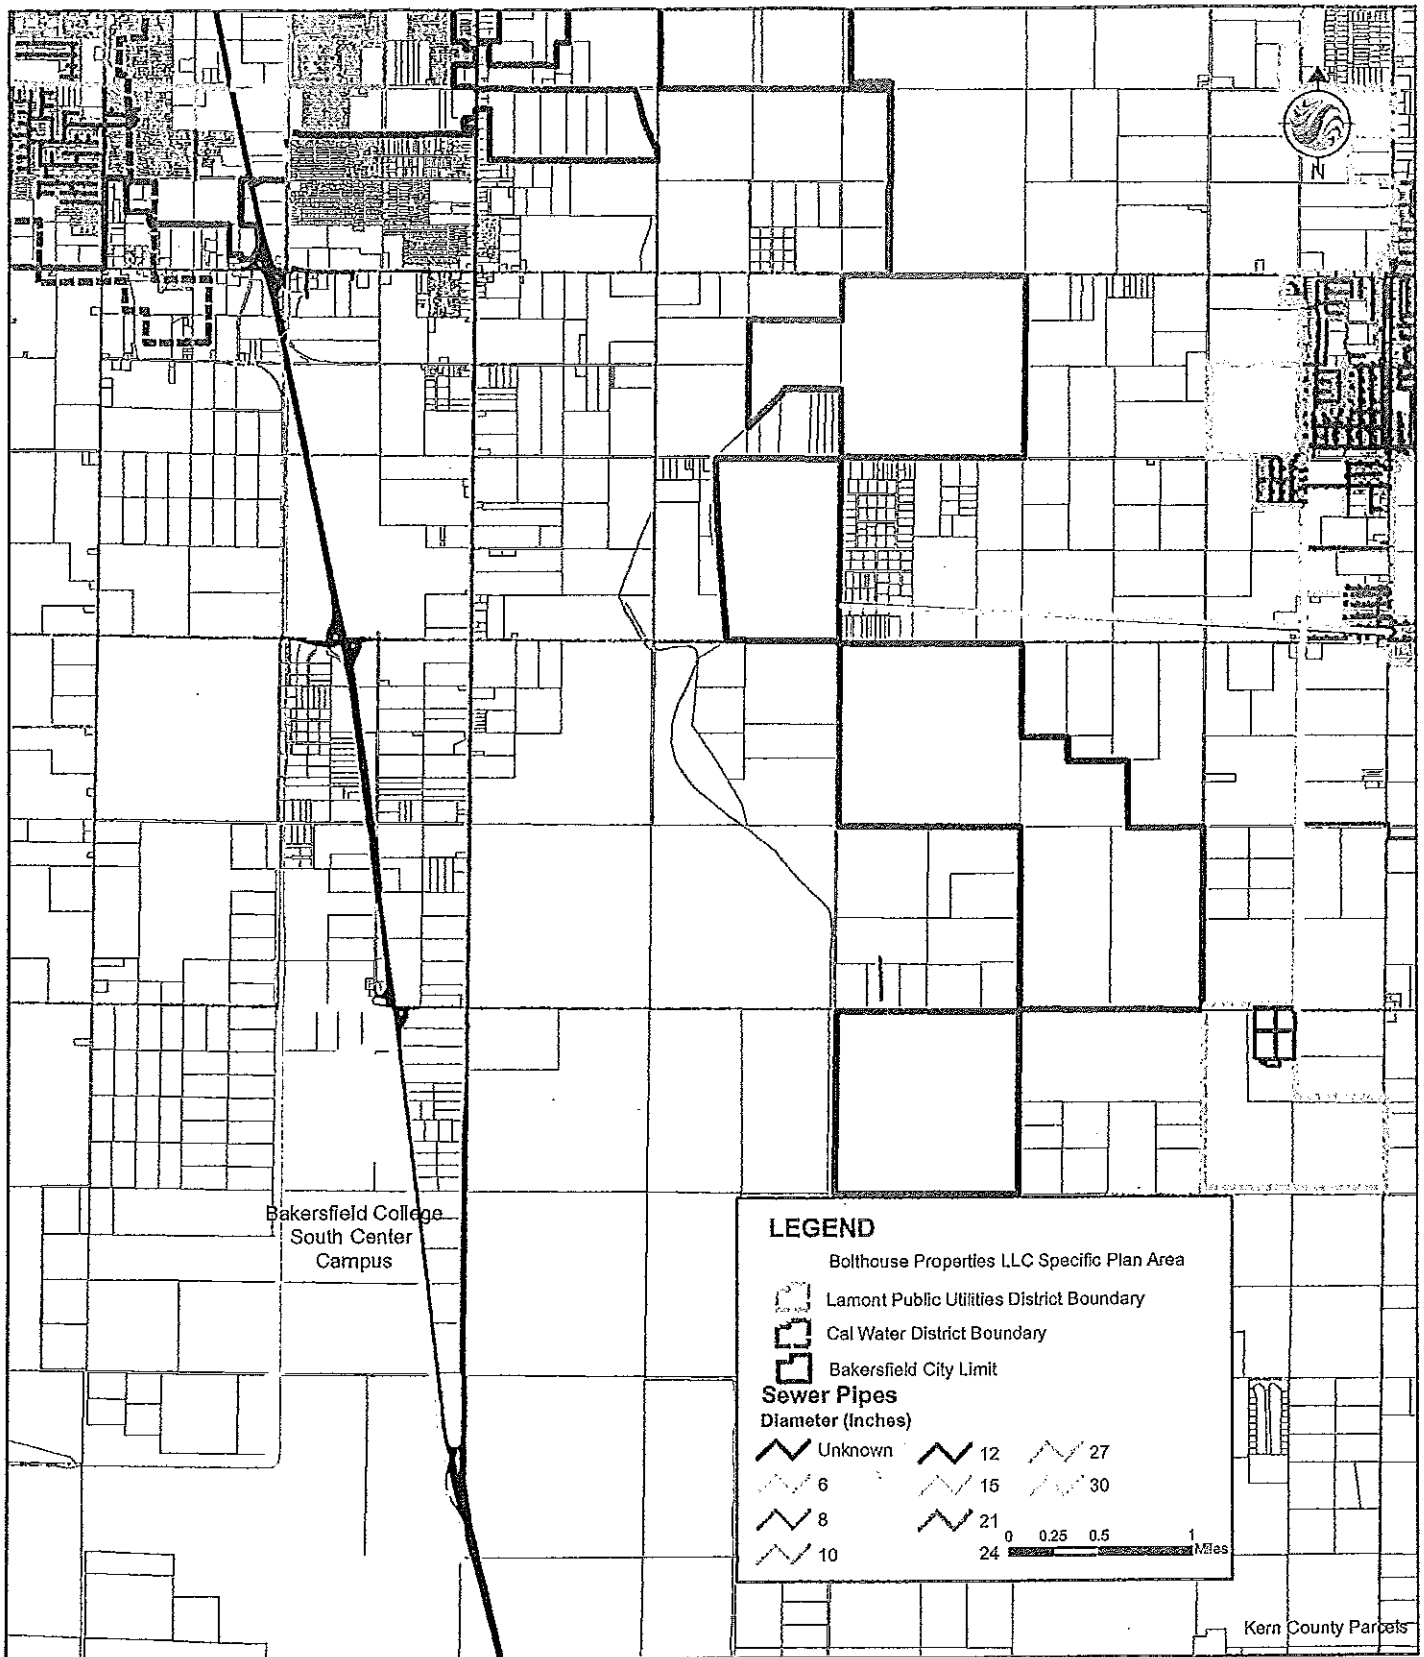 N
Bakersfield College
South Center
Campus
LEGEND
Bolthouse Properties LLC Specific Plan Area
Lamont Public Utilities District Boundary
Cal Water District Boundary
Bakersfield City Limit
Sewer Pipes
Diameter (Inches)
Unknown
6
8
10
12
15
21
24
27
30
0 0.25 0.5 1
Miles
Kern County Parcels